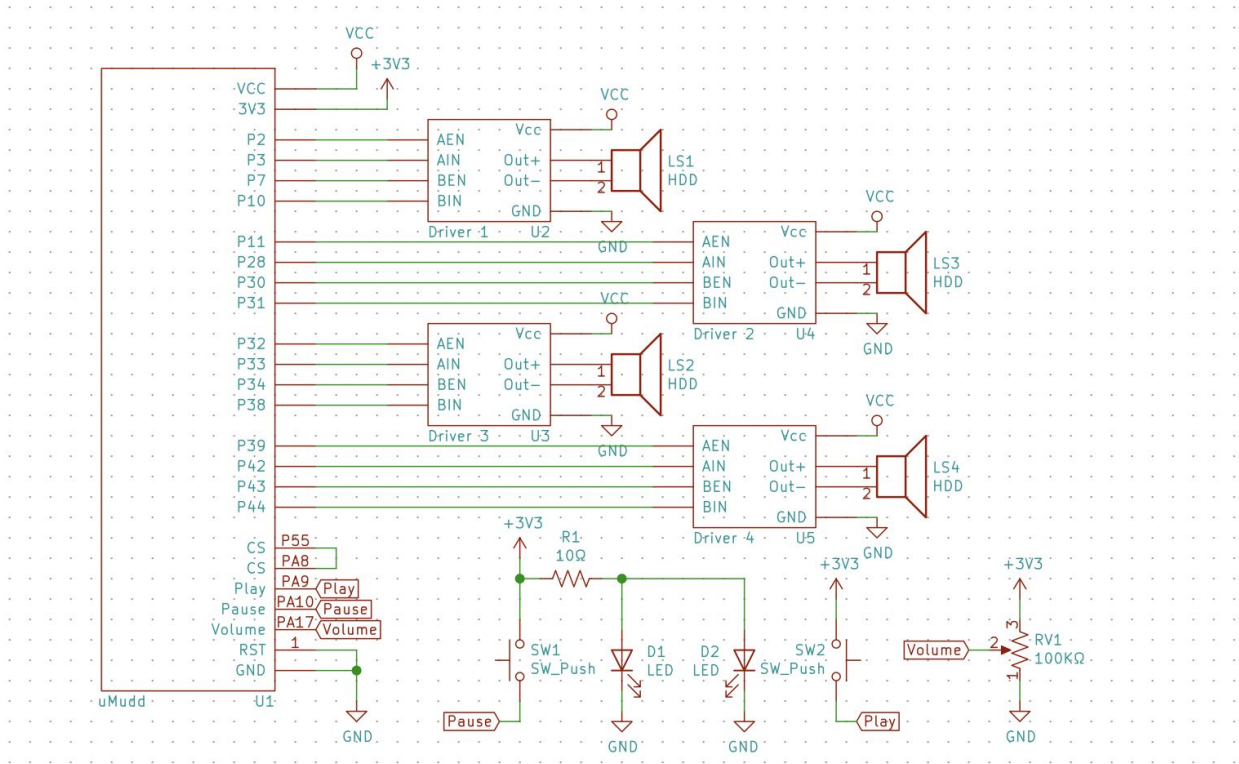 VCC
+3V3
VCC
3V3
P2
P3
P7
P10
P11
P28
P30
P31
P32
P33
P34
P38
P39
P42
P43
P44
CS P55
CS PA8
Play PA9 Play
Pause PA10 Pause
Volume PA17 Volume
RST 1
GND
uMudd U1
GND
VCC
AEN Vcc
AIN Out+ 1
BEN Out- 2
BIN GND
Driver 1 U2
GND
LS1
HDD
VCC
AEN Vcc
AIN Out+ 1
BEN Out- 2
BIN GND
Driver 2 U4
GND
LS3
HDD
VCC
AEN Vcc
AIN Out+ 1
BEN Out- 2
BIN GND
Driver 3 U3
GND
LS2
HDD
VCC
AEN Vcc
AIN Out+ 1
BEN Out- 2
BIN GND
Driver 4 U5
GND
LS4
HDD
+3V3
R1
10Ω
SW1
SW_Push
Pause
D1
LED
GND
D2
LED
GND
+3V3
SW2
SW_Push
Play
+3V3
Volume 2
3
1
RV1
100KΩ
GND